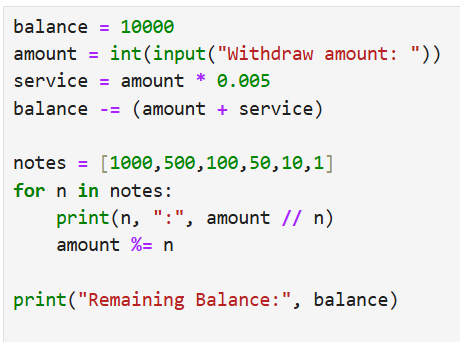 balance = 10000
amount = int(input("Withdraw amount: "))
service = amount * 0.005
balance -= (amount + service)
notes = [1000,500,100,50,10,1]
for n in notes:
    print(n, ":", amount // n)
    amount %= n
print("Remaining Balance:", balance)